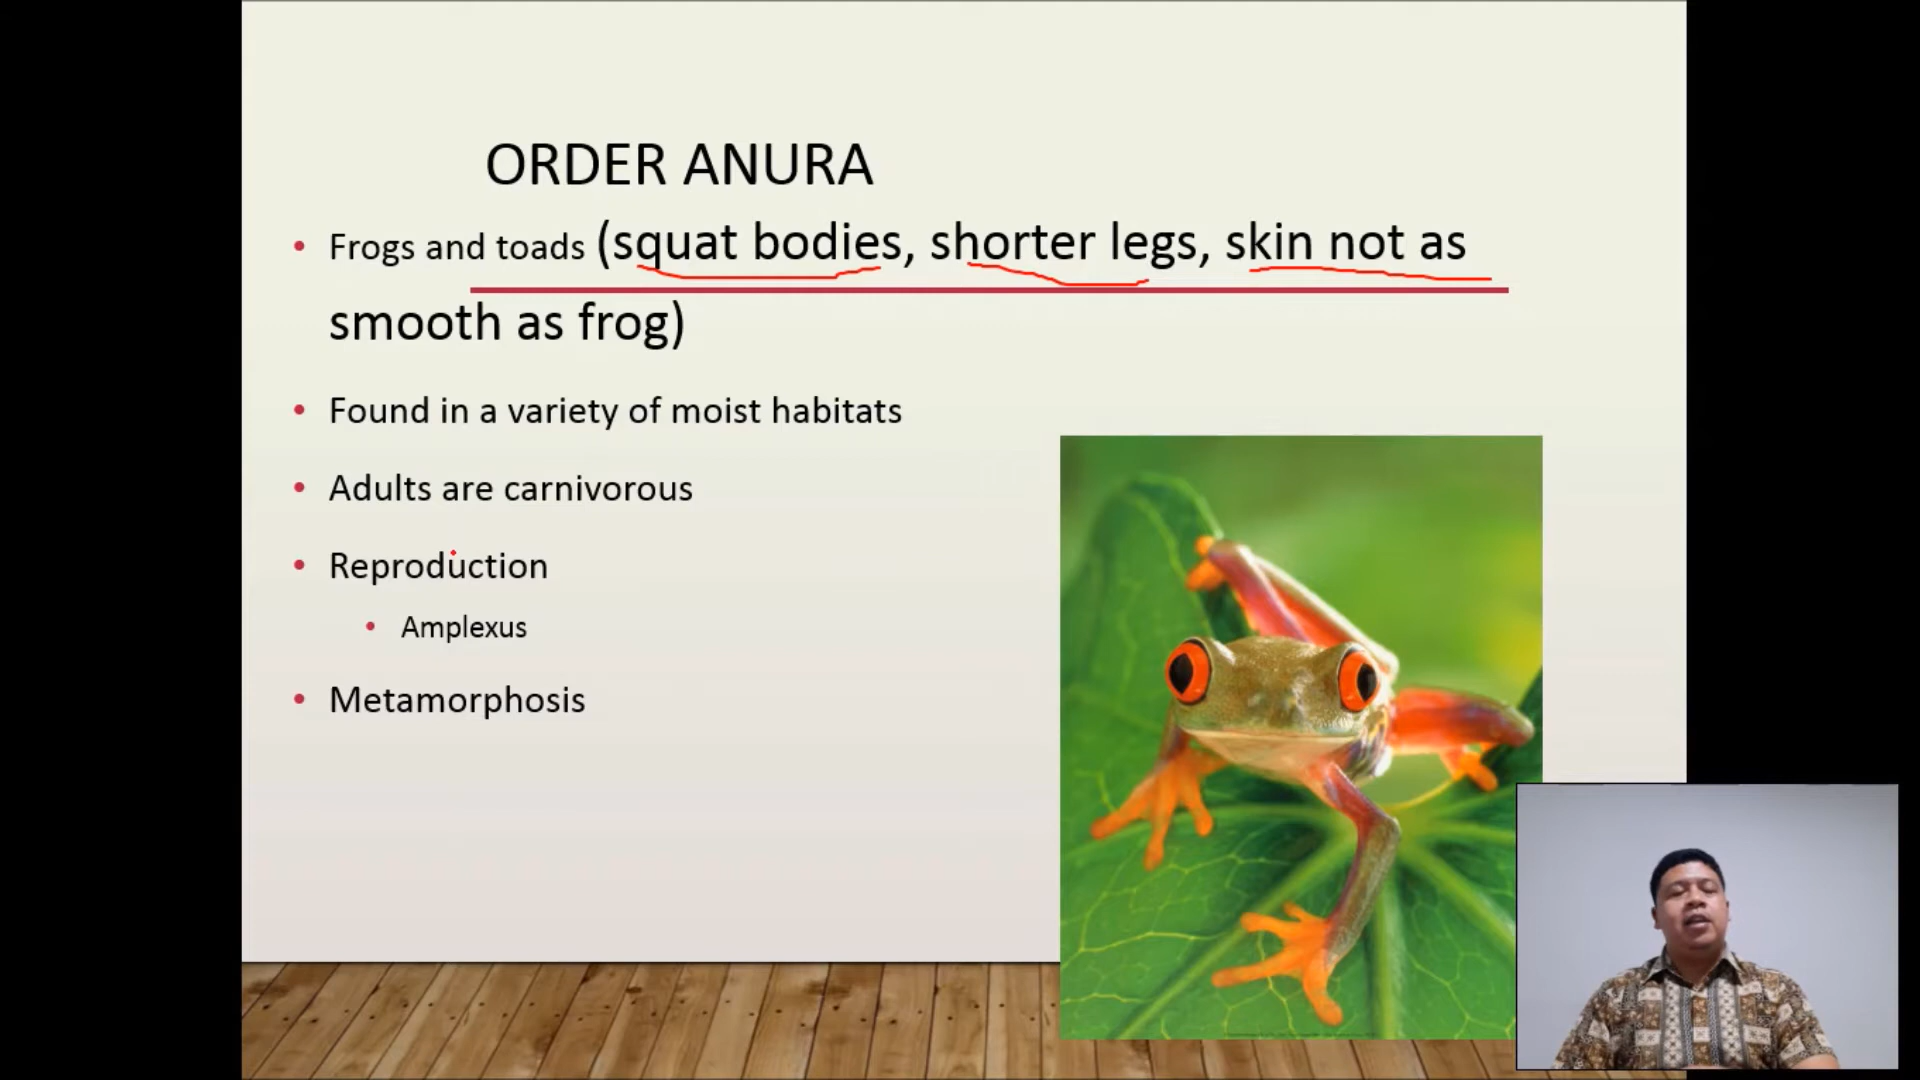 ORDER ANURA
• Frogs and toads (squat bodies, shorter legs, skin not as
smooth as frog)
• Found in a variety of moist habitats
• Adults are carnivorous
• Reproduction
• Amplexus
• Metamorphosis